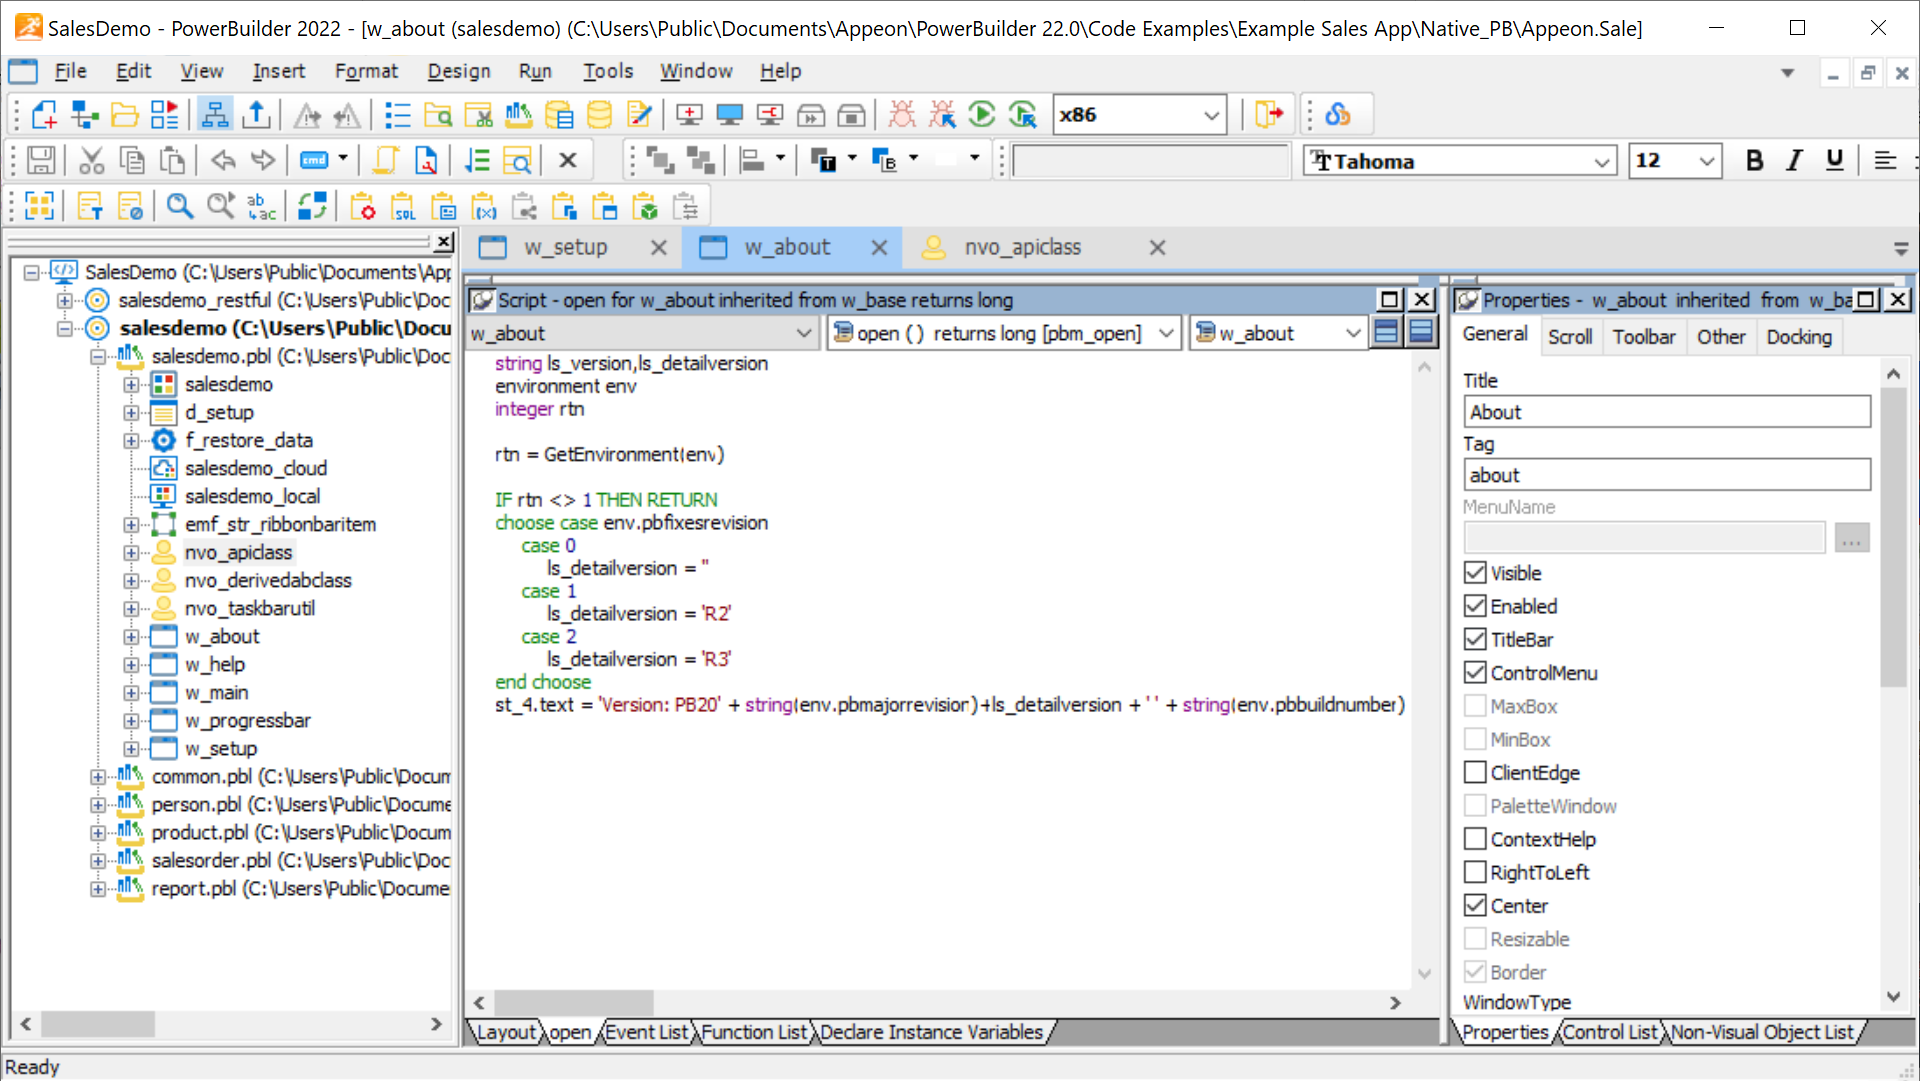 SalesDemo - PowerBuilder 2022 - [w_about (salesdemo) (C:\Users\Public\Documents\Appeon\PowerBuilder 22.0\Code Examples\Example Sales App\Native_PB\Appeon.Sale]
File Edit View Insert Format Design Run Tools Window Help
x86
cmd
T B
Tahoma 12 B I U
ab ac SQL (x)
w_setup w_about nvo_apiclass
SalesDemo (C:\Users\Public\Documents\App
salesdemo_restful (C:\Users\Public\Doc
salesdemo (C:\Users\Public\Docu
salesdemo.pbl (C:\Users\Public\Doc
salesdemo
d_setup
f_restore_data
salesdemo_cloud
salesdemo_local
emf_str_ribbonbaritem
nvo_apiclass
nvo_derivedabclass
nvo_taskbarutil
w_about
w_help
w_main
w_progressbar
w_setup
common.pbl (C:\Users\Public\Docum
person.pbl (C:\Users\Public\Docume
product.pbl (C:\Users\Public\Docum
salesorder.pbl (C:\Users\Public\Doc
report.pbl (C:\Users\Public\Docume
Script - open for w_about inherited from w_base returns long
w_about open ( ) returns long [pbm_open] w_about
string ls_version,ls_detailversion
environment env
integer rtn
rtn = GetEnvironment(env)
IF rtn <> 1 THEN RETURN
choose case env.pbfixesrevision
case 0
ls_detailversion = ''
case 1
ls_detailversion = 'R2'
case 2
ls_detailversion = 'R3'
end choose
st_4.text = 'Version: PB20' + string(env.pbmajorrevision)+ls_detailversion + ' ' + string(env.pbbuildnumber)
Layout open Event List Function List Declare Instance Variables
Properties - w_about inherited from w_ba
General Scroll Toolbar Other Docking
Title
About
Tag
about
MenuName
...
Visible
Enabled
TitleBar
ControlMenu
MaxBox
MinBox
ClientEdge
PaletteWindow
ContextHelp
RightToLeft
Center
Resizable
Border
WindowType
Properties Control List Non-Visual Object List
Ready